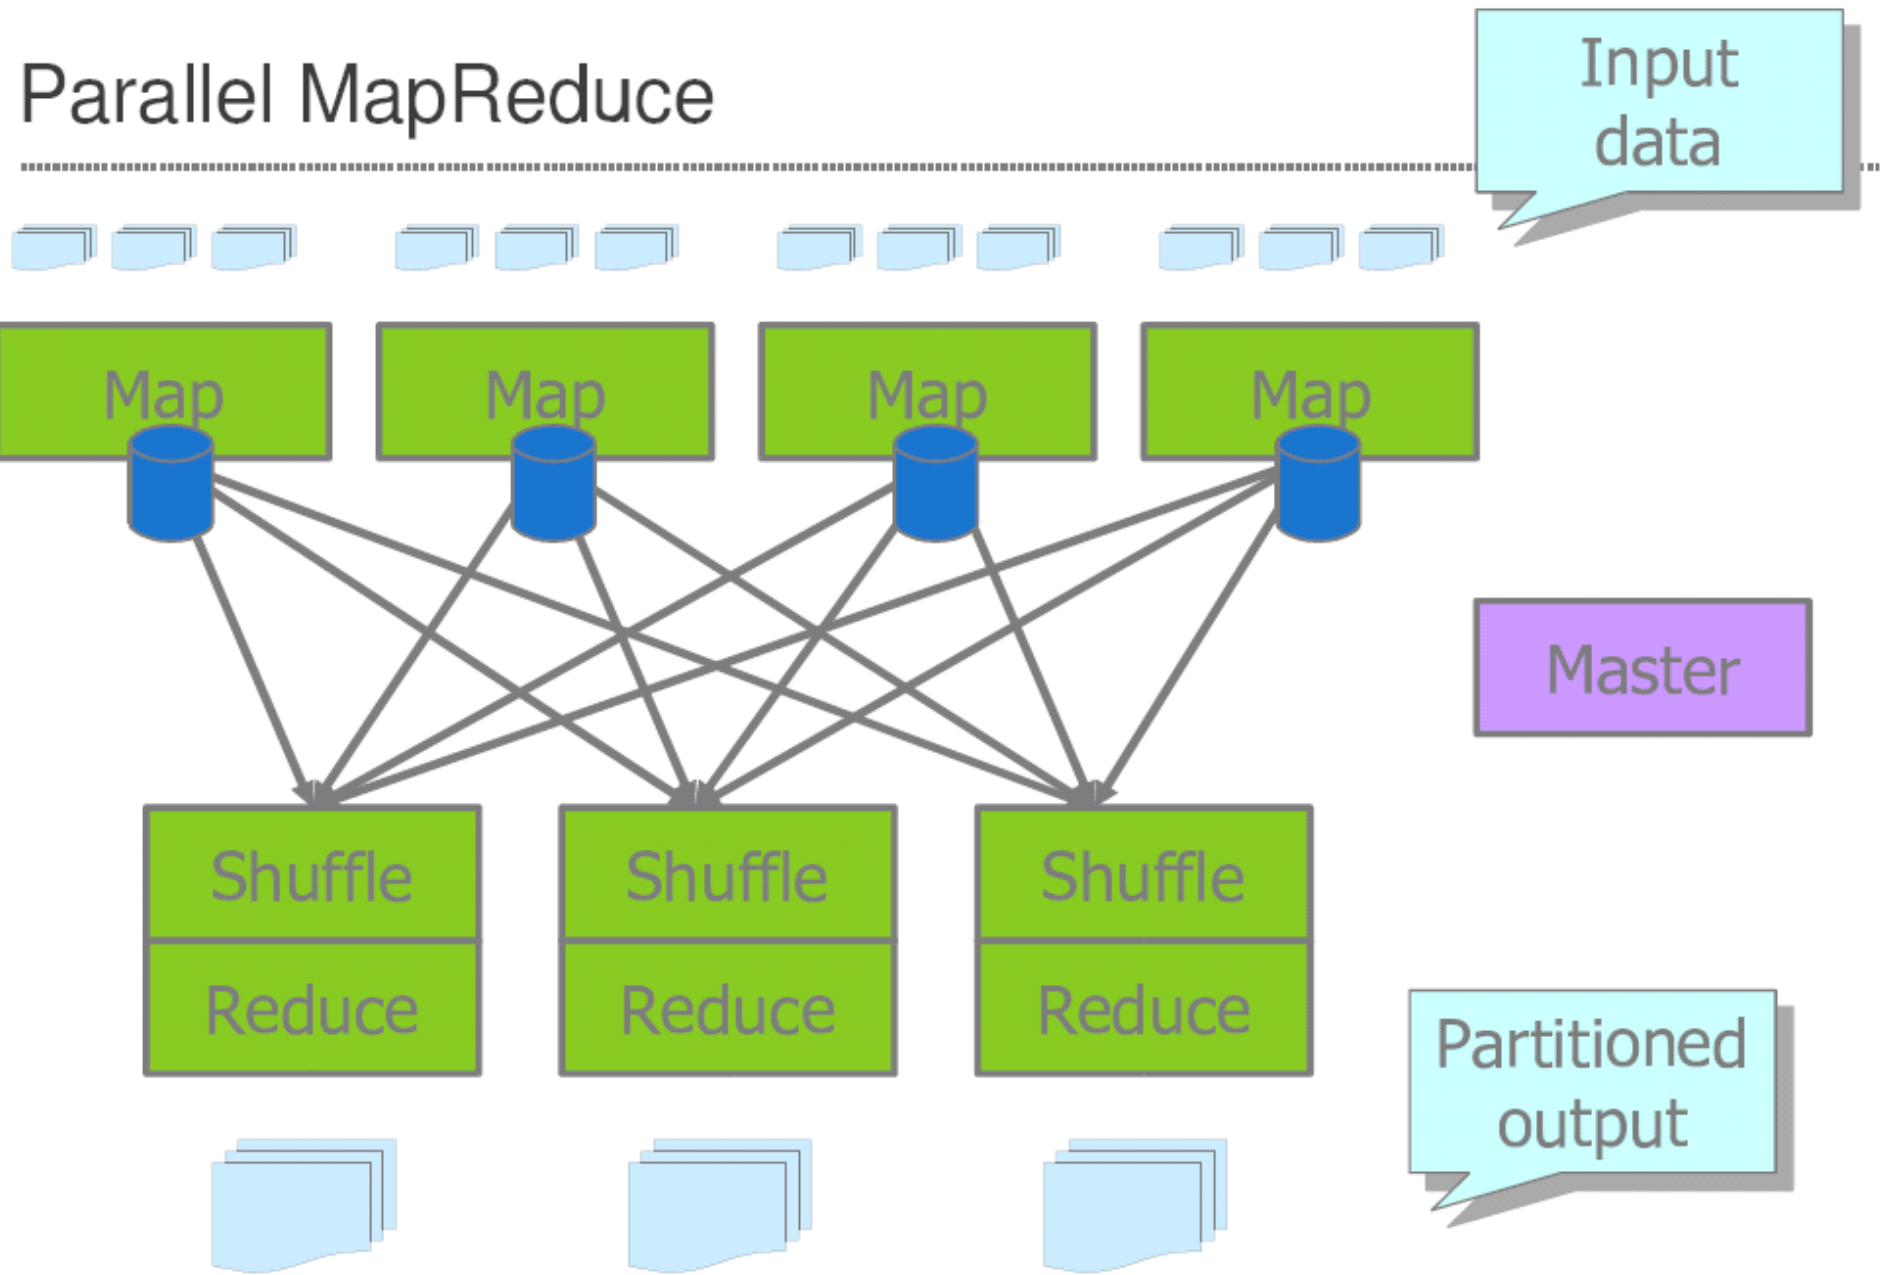 Parallel MapReduce
Input
data
Map
Map
Map
Map
Master
Shuffle
Shuffle
Shuffle
Reduce
Reduce
Reduce
Partitioned
output